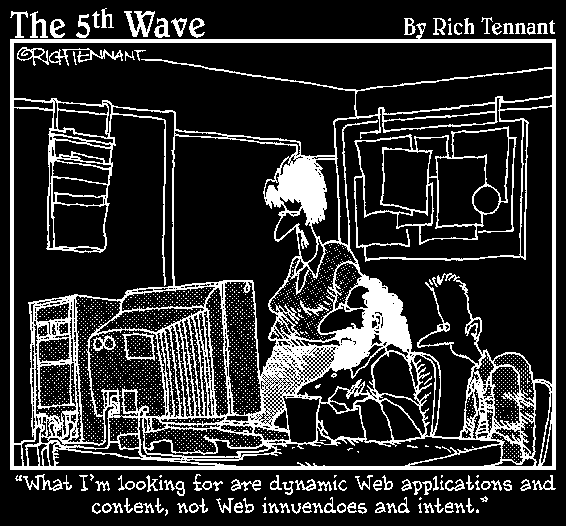 The 5th Wave
By Rich Tennant
©RICHTENNANT
"What I'm looking for are dynamic Web applications and
content, not Web innuendoes and intent."